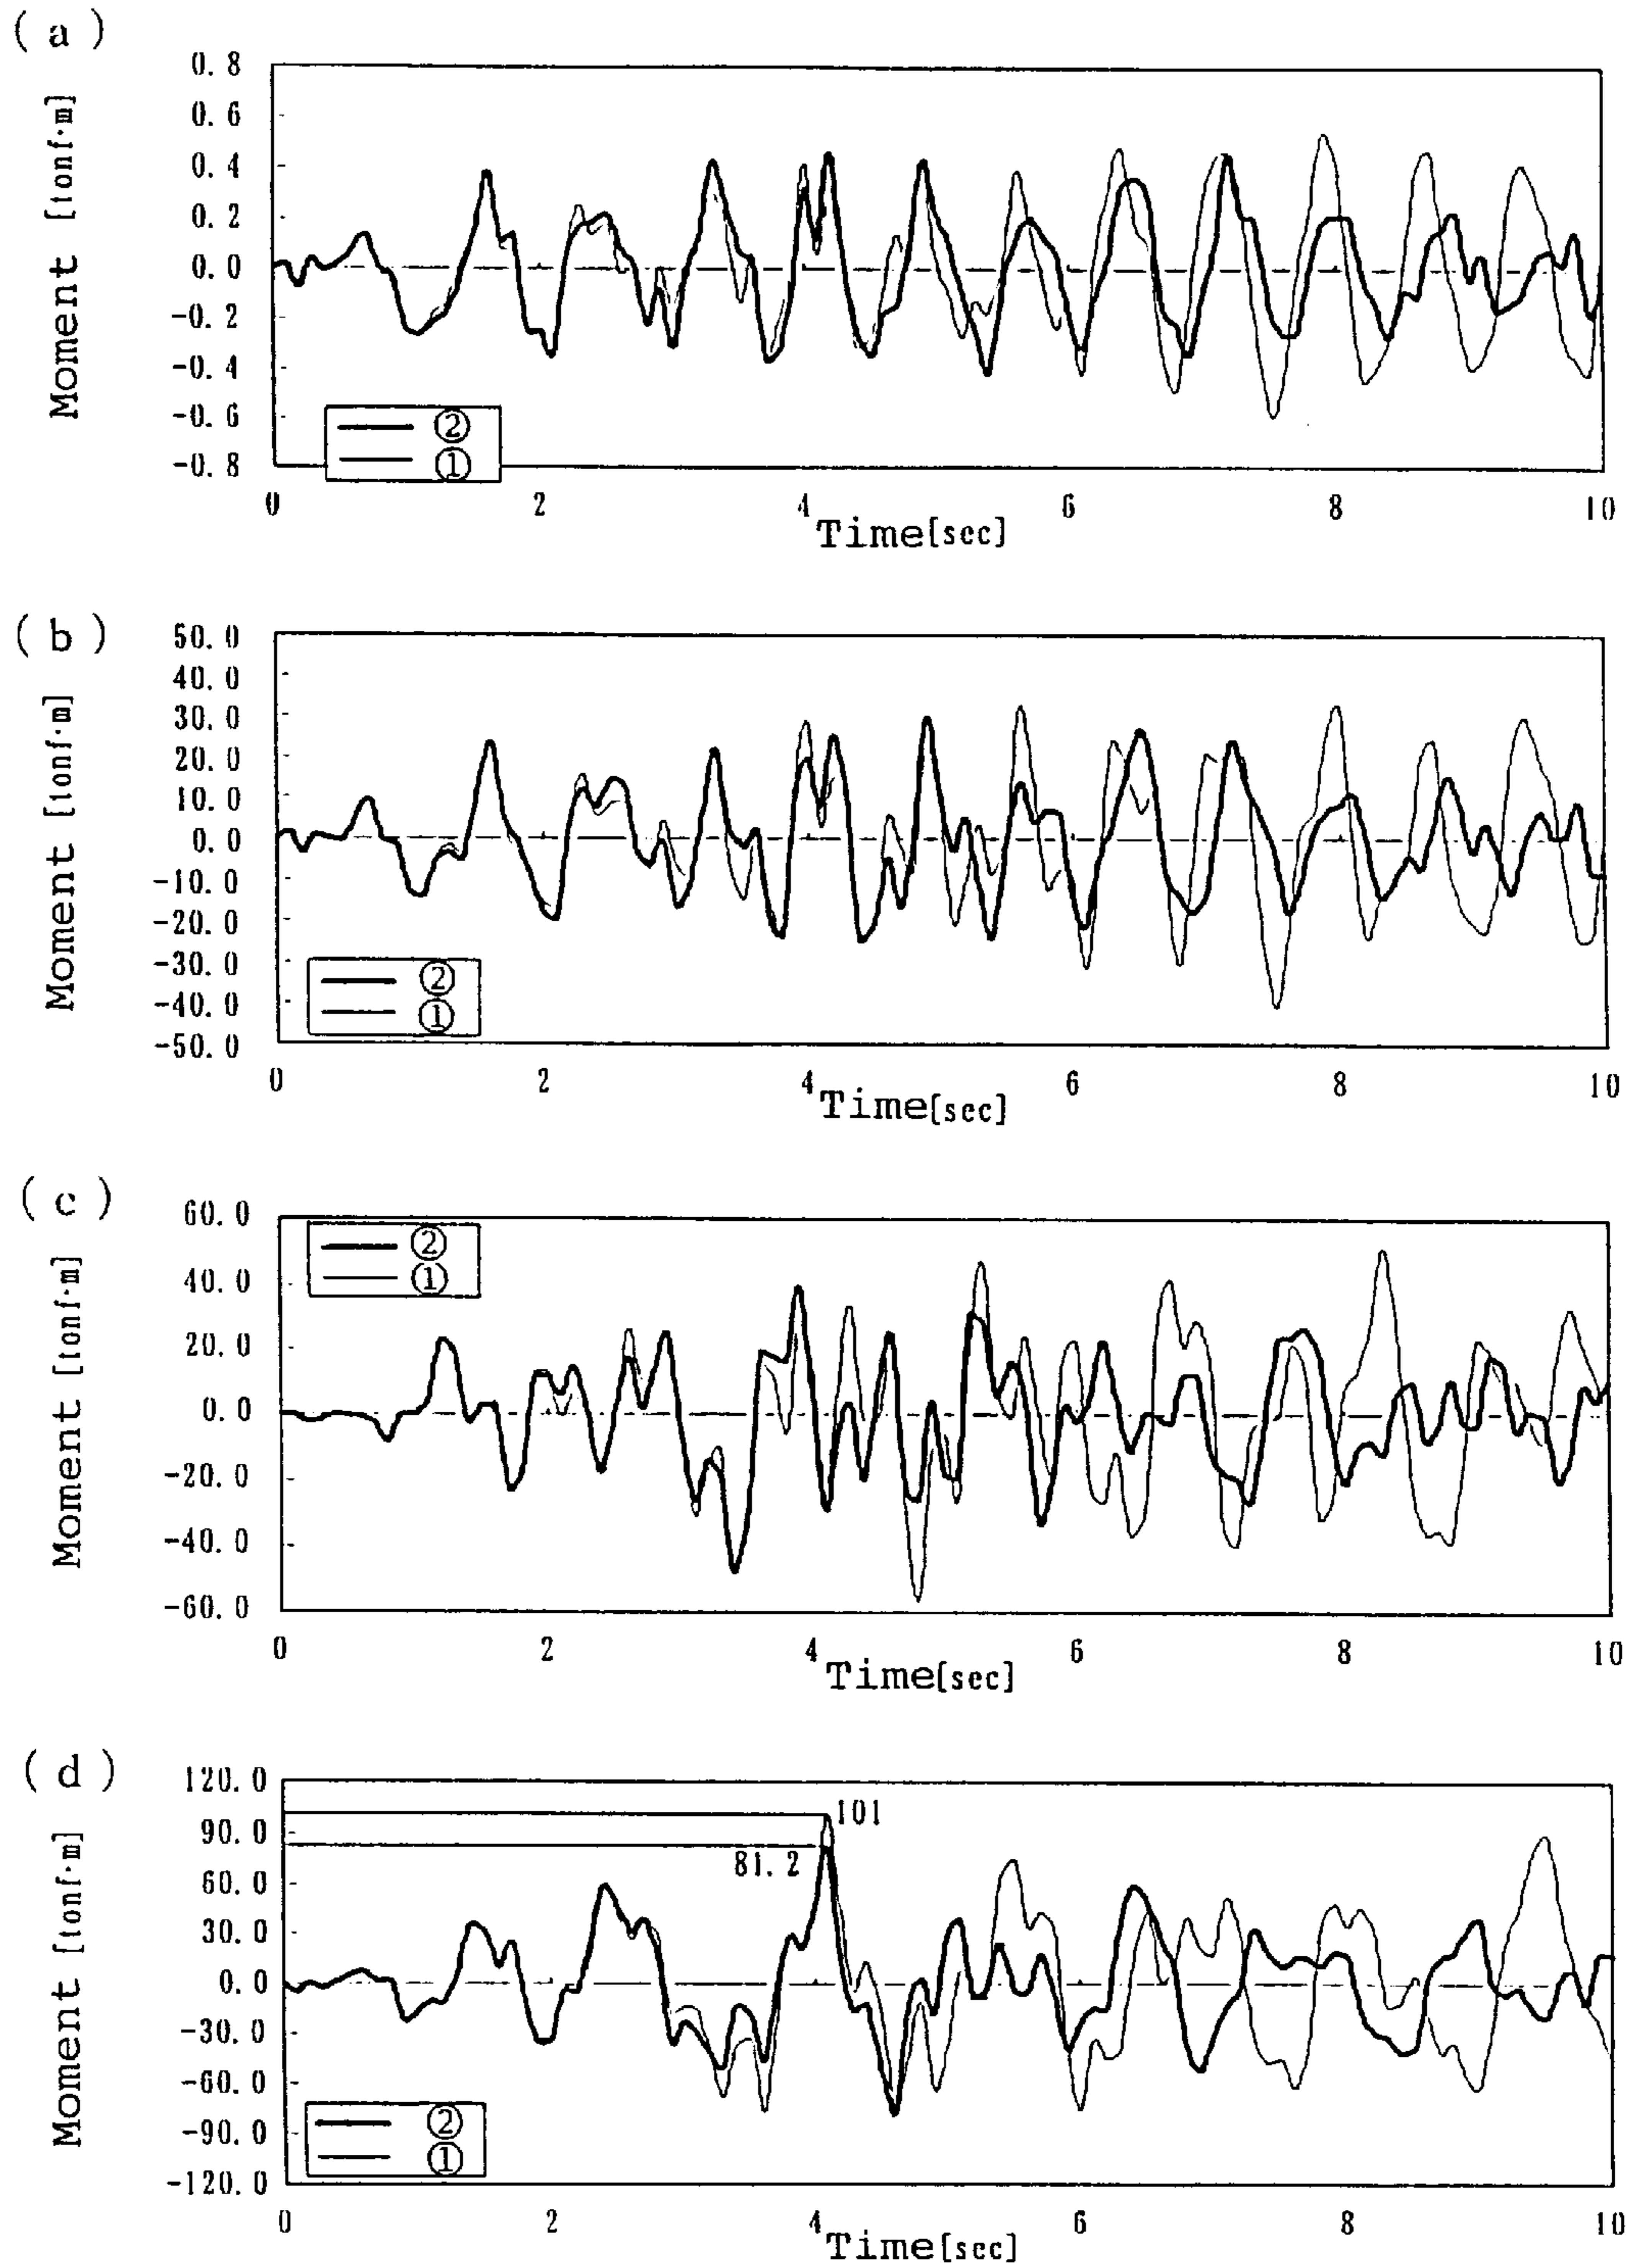 (a)
Moment [tonf·m]
0.8
0.6
0.4
0.2
0.0
-0.2
-0.4
-0.6
-0.8
②
①
0 2 4 6 8 10
Time[sec]
(b)
Moment [tonf·m]
50.0
40.0
30.0
20.0
10.0
0.0
-10.0
-20.0
-30.0
-40.0
-50.0
②
①
0 2 4 6 8 10
Time[sec]
(c)
Moment [tonf·m]
60.0
40.0
20.0
0.0
-20.0
-40.0
-60.0
②
①
0 2 4 6 8 10
Time[sec]
(d)
Moment [tonf·m]
120.0
90.0
60.0
30.0
0.0
-30.0
-60.0
-90.0
-120.0
101
81.2
②
①
0 2 4 6 8 10
Time[sec]